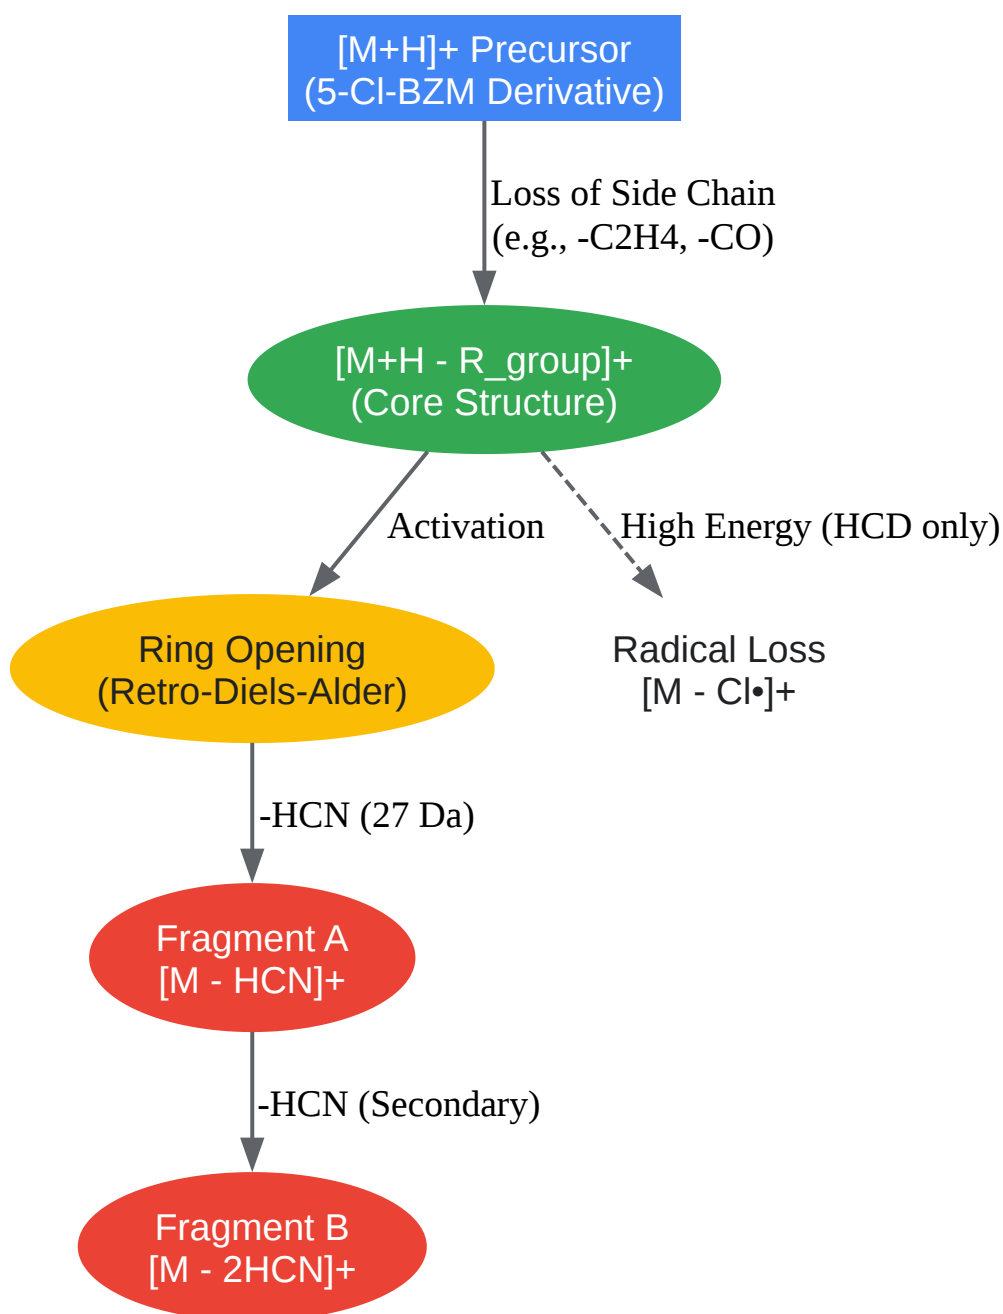 [M+H]+ Precursor
(5-Cl-BZM Derivative)
Loss of Side Chain
(e.g., -C2H4, -CO)
[M+H - R_group]+
(Core Structure)
Activation
High Energy (HCD only)
Ring Opening
(Retro-Diels-Alder)
Radical Loss
[M - Cl•]+
-HCN (27 Da)
Fragment A
[M - HCN]+
-HCN (Secondary)
Fragment B
[M - 2HCN]+